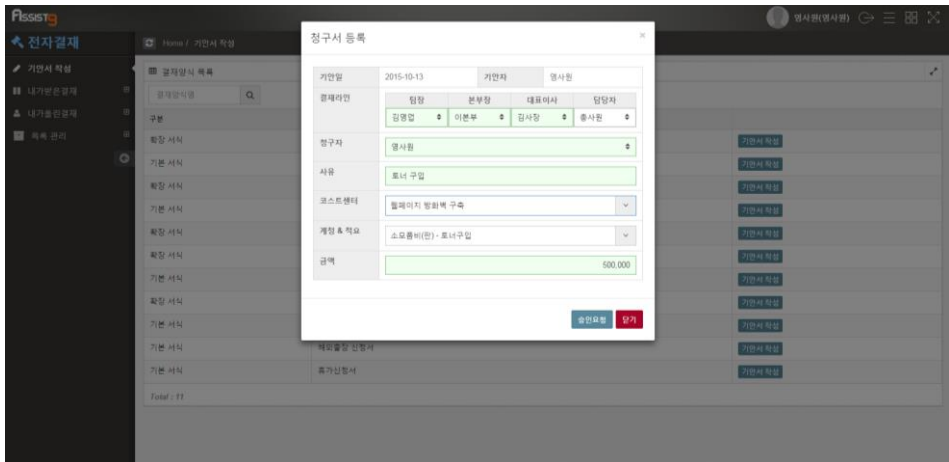 Assistg
영사원(영사원)
전자결재
Home / 기안서 작성
기안서 작성
내가받은결재
내가올린결재
목록 관리
결재양식 목록
결재양식명
구분
확장 서식 기안서 작성
기본 서식 기안서 작성
확장 서식 기안서 작성
기본 서식 기안서 작성
확장 서식 기안서 작성
확장 서식 기안서 작성
기본 서식 기안서 작성
확장 서식 기안서 작성
기본 서식 기안서 작성
기본 서식 해외출장 신청서 기안서 작성
기본 서식 휴가신청서 기안서 작성
Total : 11
청구서 등록 ×
기안일 2015-10-13 기안자 영사원
결재라인 팀장 본부장 대표이사 담당자
김영업 이본부 김사장 총사원
청구자 영사원
사유 토너 구입
코스트센터 웹페이지 방화벽 구축
계정 & 적요 소모품비(판) - 토너구입
금액 500,000
승인요청 닫기